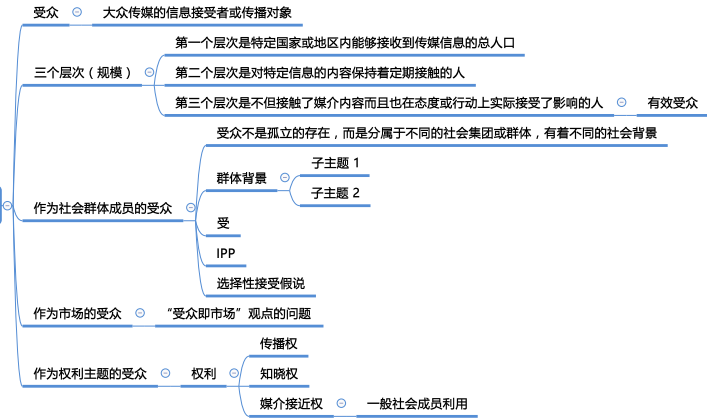 受众
大众传媒的信息接受者或传播对象
三个层次（规模）
第一个层次是特定国家或地区内能够接收到传媒信息的总人口
第二个层次是对特定信息的内容保持着定期接触的人
第三个层次是不但接触了媒介内容而且也在态度或行动上实际接受了影响的人
有效受众
作为社会群体成员的受众
受众不是孤立的存在，而是分属于不同的社会集团或群体，有着不同的社会背景
群体背景
子主题 1
子主题 2
受
IPP
选择性接受假说
作为市场的受众
“受众即市场”观点的问题
作为权利主题的受众
权利
传播权
知晓权
媒介接近权
一般社会成员利用